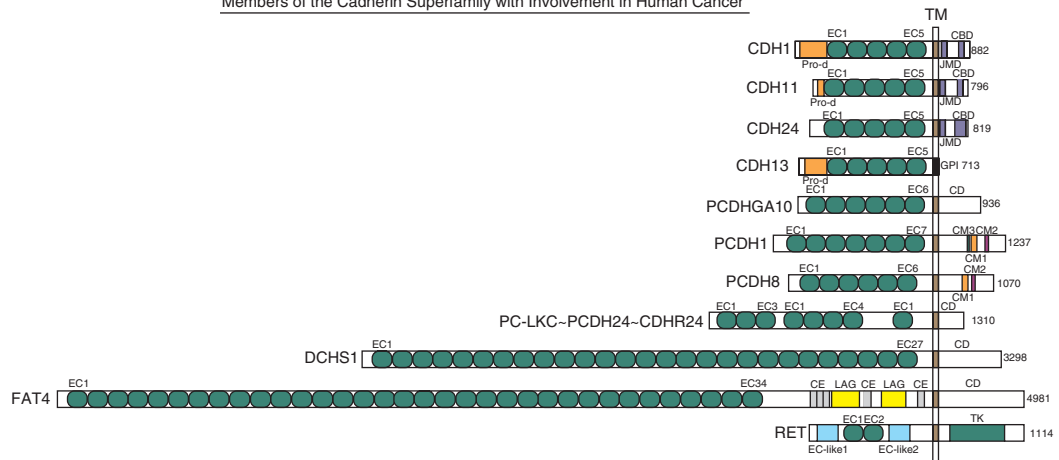 Members of the Cadherin Superfamily with Involvement in Human Cancer
TM
EC1 EC5 CBD
CDH1 882
Pro-d JMD
EC1 EC5 CBD
CDH11 796
Pro-d JMD
EC1 EC5 CBD
CDH24 819
JMD
EC1 EC5
CDH13 GPI 713
Pro-d
EC1 EC6 CD
PCDHGA10 936
EC1 EC7 CM3 CM2
PCDH1 1237
CM1
EC1 EC6 CM2
PCDH8 1070
CM1
EC1 EC3 EC1 EC4 EC1 CD
PC-LKC~PCDH24~CDHR24 1310
EC1 EC27 CD
DCHS1 3298
EC1 EC34 CE LAG CE LAG CE CD
FAT4 4981
EC1 EC2 TK
RET 1114
EC-like1 EC-like2